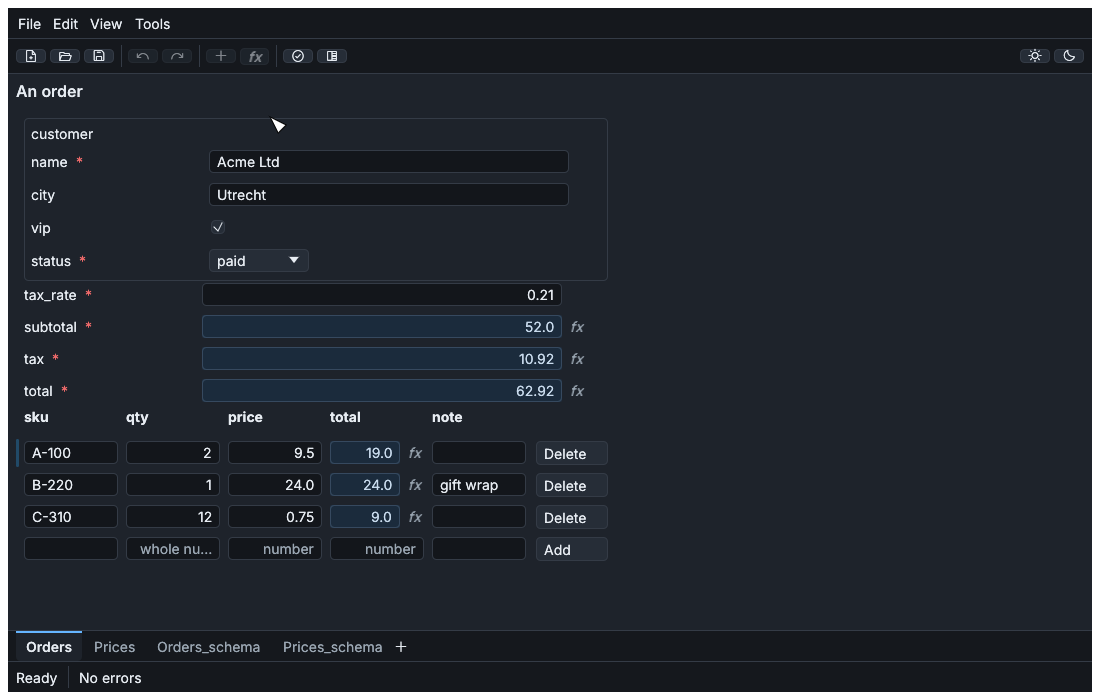 File Edit View Tools
fx
An order
customer
name * Acme Ltd
city Utrecht
vip
status * paid
tax_rate * 0.21
subtotal * 52.0 fx
tax * 10.92 fx
total * 62.92 fx
sku qty price total note
A-100 2 9.5 19.0 fx Delete
B-220 1 24.0 24.0 fx gift wrap Delete
C-310 12 0.75 9.0 fx Delete
whole nu... number number Add
Orders Prices Orders_schema Prices_schema +
Ready No errors